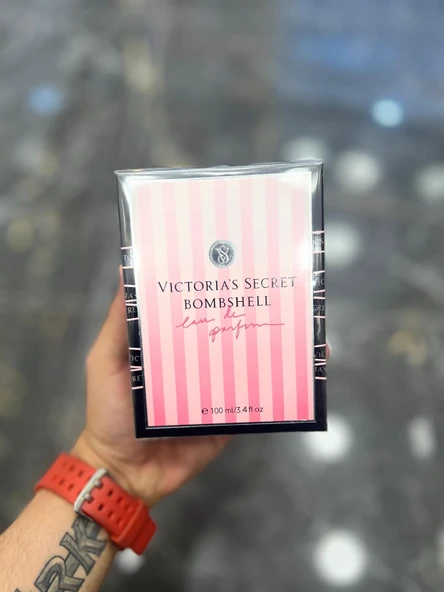 VS
VICTORIA'S SECRET
BOMBSHELL
eau de
parfum
e 100 ml/3.4 fl oz